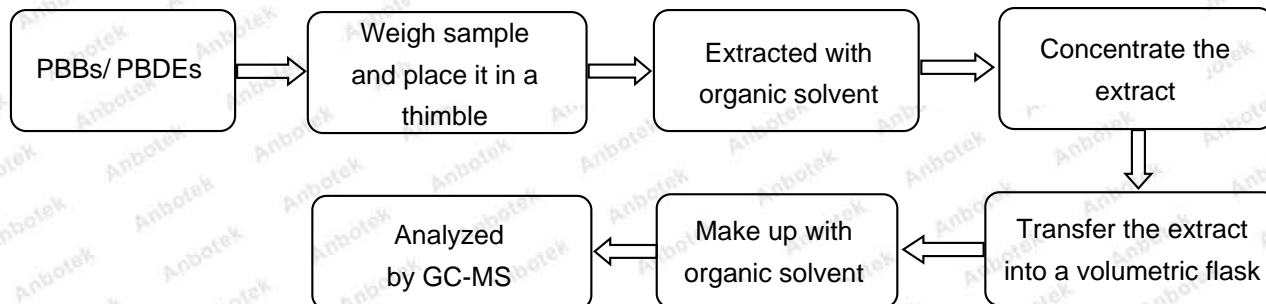 PBBs/ PBDEs
Weigh sample
and place it in a
thimble
Extracted with
organic solvent
Concentrate the
extract
Transfer the extract
into a volumetric flask
Make up with
organic solvent
Analyzed
by GC-MS
Anbotek